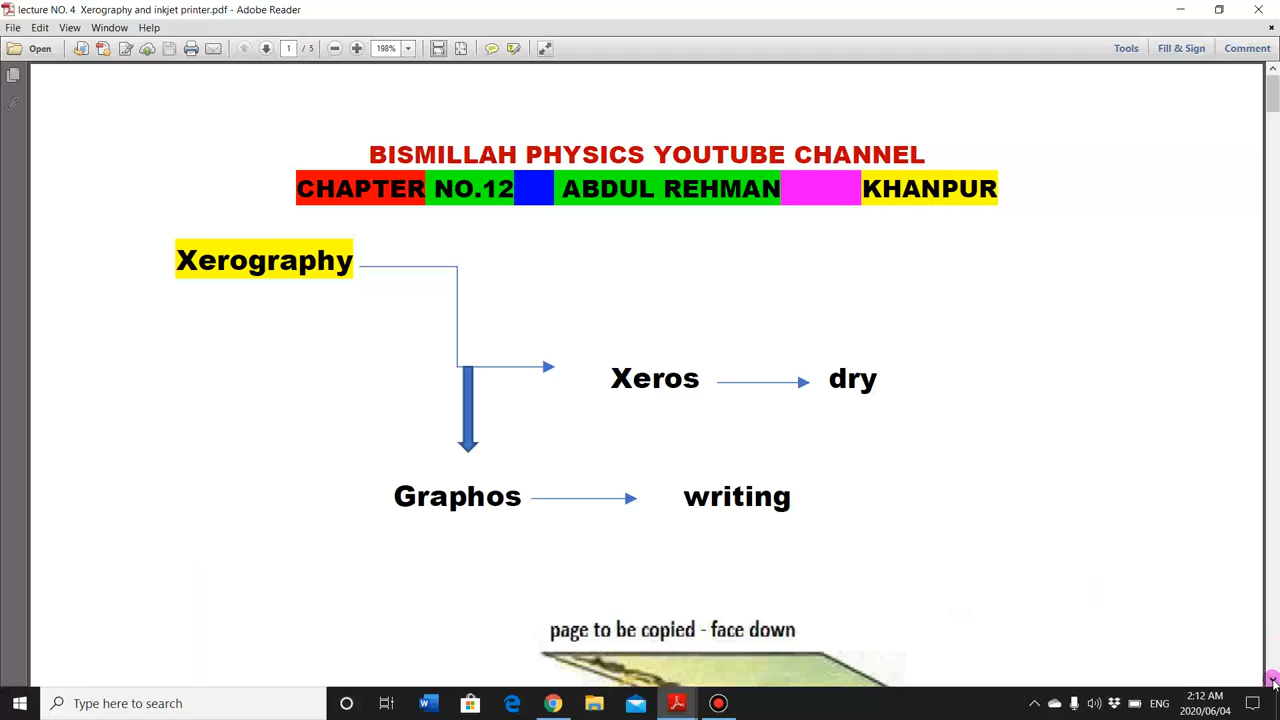 lecture NO. 4 Xerography and inkjet printer.pdf - Adobe Reader
File Edit View Window Help
Open 1 / 5 198% Tools Fill & Sign Comment
BISMILLAH PHYSICS YOUTUBE CHANNEL
CHAPTER NO.12 ABDUL REHMAN KHANPUR
Xerography
Xeros dry
Graphos writing
page to be copied - face down
Type here to search
ENG
2:12 AM
2020/06/04